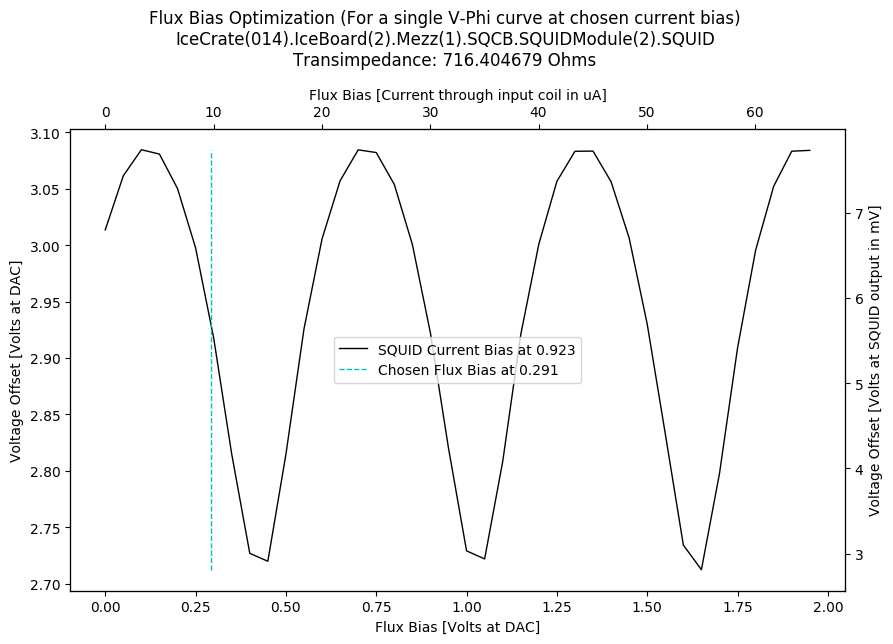 Flux Bias Optimization (For a single V-Phi curve at chosen current bias)
IceCrate(014).IceBoard(2).Mezz(1).SQCB.SQUIDModule(2).SQUID
Transimpedance: 716.404679 Ohms
Flux Bias [Current through input coil in uA]
0 10 20 30 40 50 60
3.10
3.05
3.00
2.95
2.90
2.85
2.80
2.75
2.70
Voltage Offset [Volts at DAC]
SQUID Current Bias at 0.923
Chosen Flux Bias at 0.291
7
6
5
4
3
Voltage Offset [Volts at SQUID output in mV]
0.00 0.25 0.50 0.75 1.00 1.25 1.50 1.75 2.00
Flux Bias [Volts at DAC]